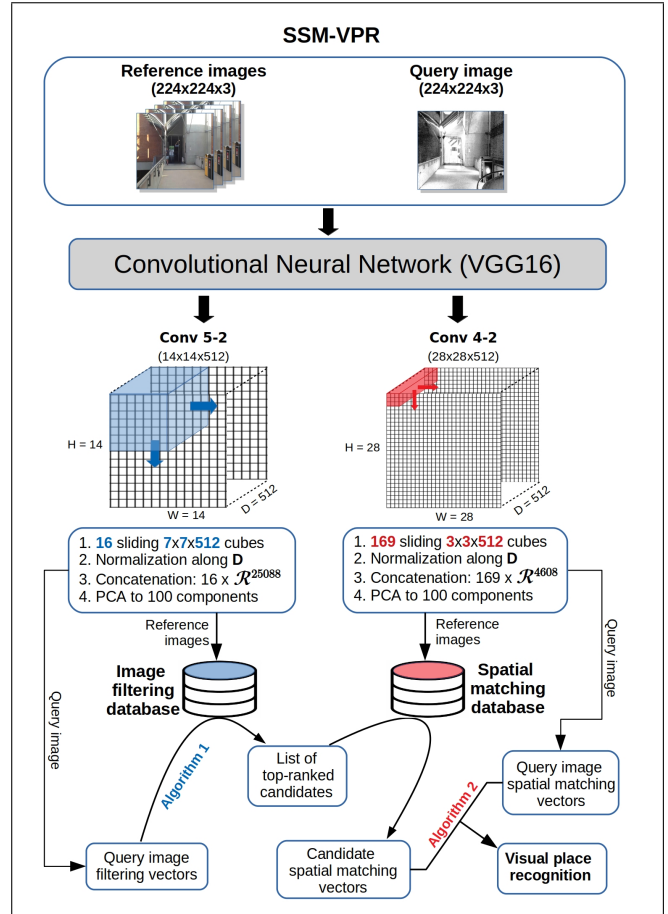 SSM-VPR
Reference images
(224x224x3)
Query image
(224x224x3)
Convolutional Neural Network (VGG16)
Conv 5-2
(14x14x512)
H = 14
W = 14
D = 512
Conv 4-2
(28x28x512)
H = 28
W = 28
D = 512
1. 16 sliding 7x7x512 cubes
2. Normalization along D
3. Concatenation: 16 x ℛ²⁵⁰⁸⁸
4. PCA to 100 components
1. 169 sliding 3x3x512 cubes
2. Normalization along D
3. Concatenation: 169 x ℛ⁴⁶⁰⁸
4. PCA to 100 components
Reference
images
Reference
images
Query image
Query image
Image
filtering
database
Spatial
matching
database
Algorithm 1
List of
top-ranked
candidates
Query image
spatial matching
vectors
Algorithm 2
Query image
filtering vectors
Candidate
spatial matching
vectors
Visual place
recognition